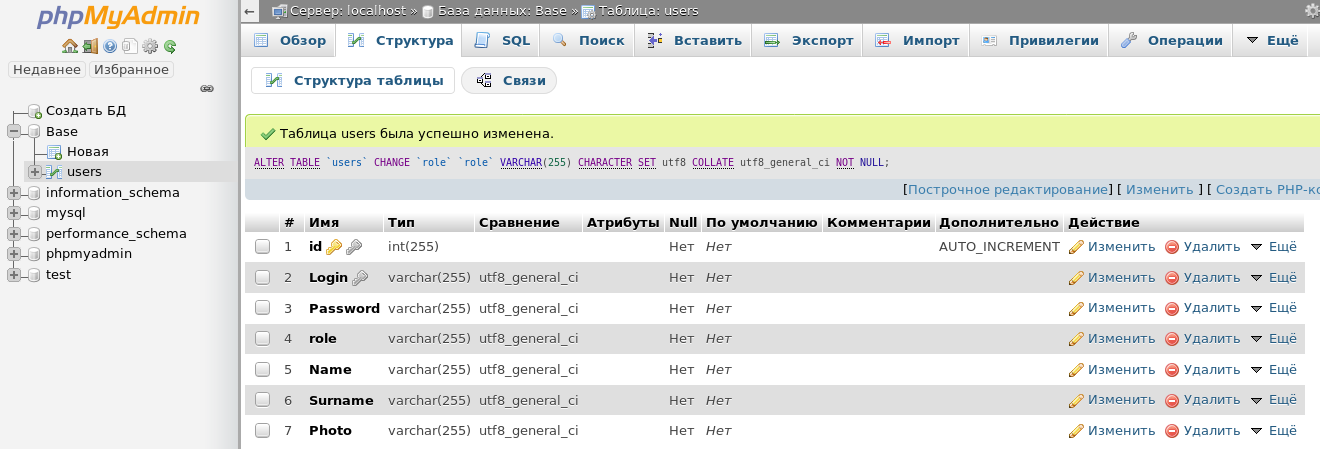 phpMyAdmin
Недавнее Избранное
Создать БД
Base
Новая
users
information_schema
mysql
performance_schema
phpmyadmin
test
Сервер: localhost » База данных: Base » Таблица: users
Обзор Структура SQL Поиск Вставить Экспорт Импорт Привилегии Операции Ещё
Структура таблицы Связи
Таблица users была успешно изменена.
ALTER TABLE `users` CHANGE `role` `role` VARCHAR(255) CHARACTER SET utf8 COLLATE utf8_general_ci NOT NULL;
[Построчное редактирование] [ Изменить ] [ Создать PHP-ко
# Имя Тип Сравнение Атрибуты Null По умолчанию Комментарии Дополнительно Действие
1 id int(255) Нет Нет AUTO_INCREMENT Изменить Удалить Ещё
2 Login varchar(255) utf8_general_ci Нет Нет Изменить Удалить Ещё
3 Password varchar(255) utf8_general_ci Нет Нет Изменить Удалить Ещё
4 role varchar(255) utf8_general_ci Нет Нет Изменить Удалить Ещё
5 Name varchar(255) utf8_general_ci Нет Нет Изменить Удалить Ещё
6 Surname varchar(255) utf8_general_ci Нет Нет Изменить Удалить Ещё
7 Photo varchar(255) utf8_general_ci Нет Нет Изменить Удалить Ещё